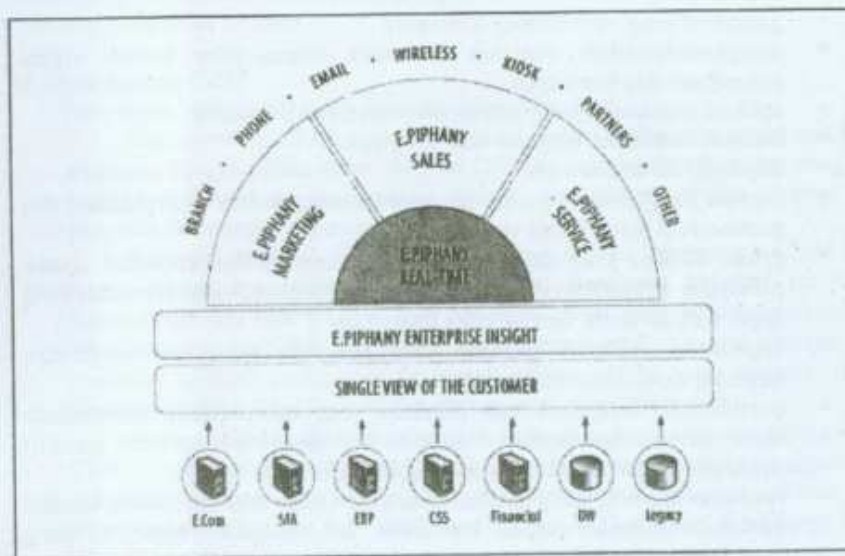 BRANCH • PHONE • EMAIL • WIRELESS • KIOSK • PARTNERS • OTHER
E.PIPHANY
MARKETING
E.PIPHANY
SALES
E.PIPHANY
SERVICE
E.PIPHANY
REAL-TIME
E.PIPHANY ENTERPRISE INSIGHT
SINGLE VIEW OF THE CUSTOMER
E.Com SFA ERP CSS Financial DW Legacy